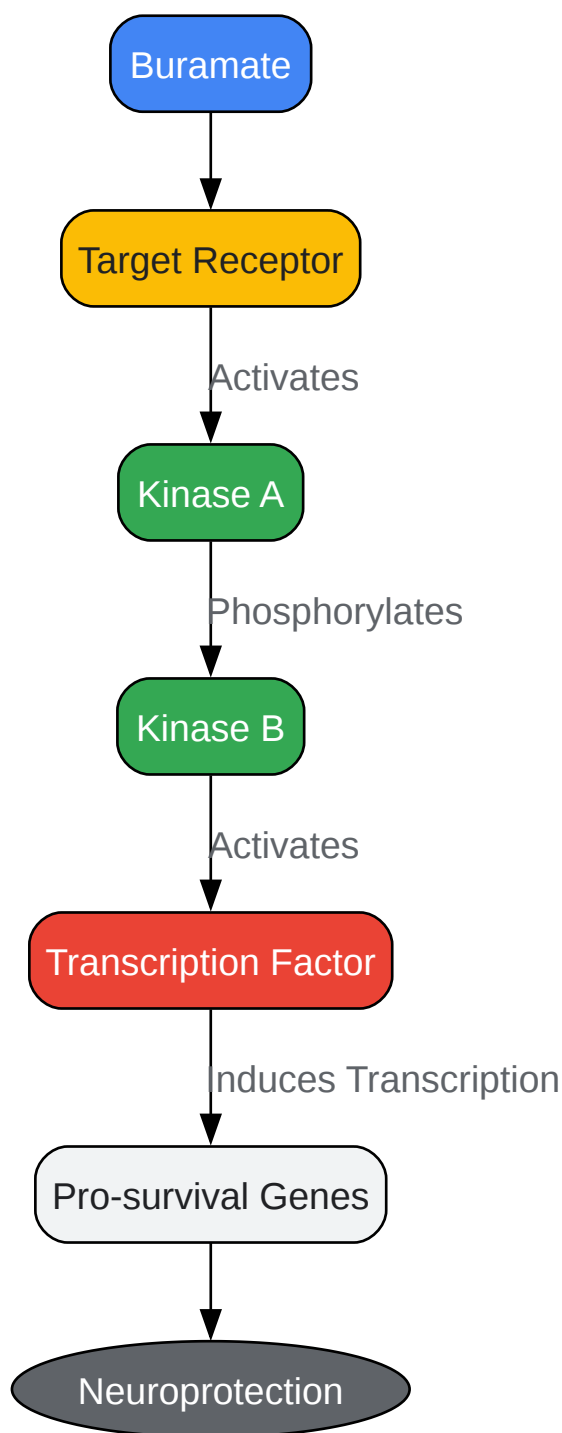 Buramate
Target Receptor
Activates
Kinase A
Phosphorylates
Kinase B
Activates
Transcription Factor
Induces Transcription
Pro-survival Genes
Neuroprotection